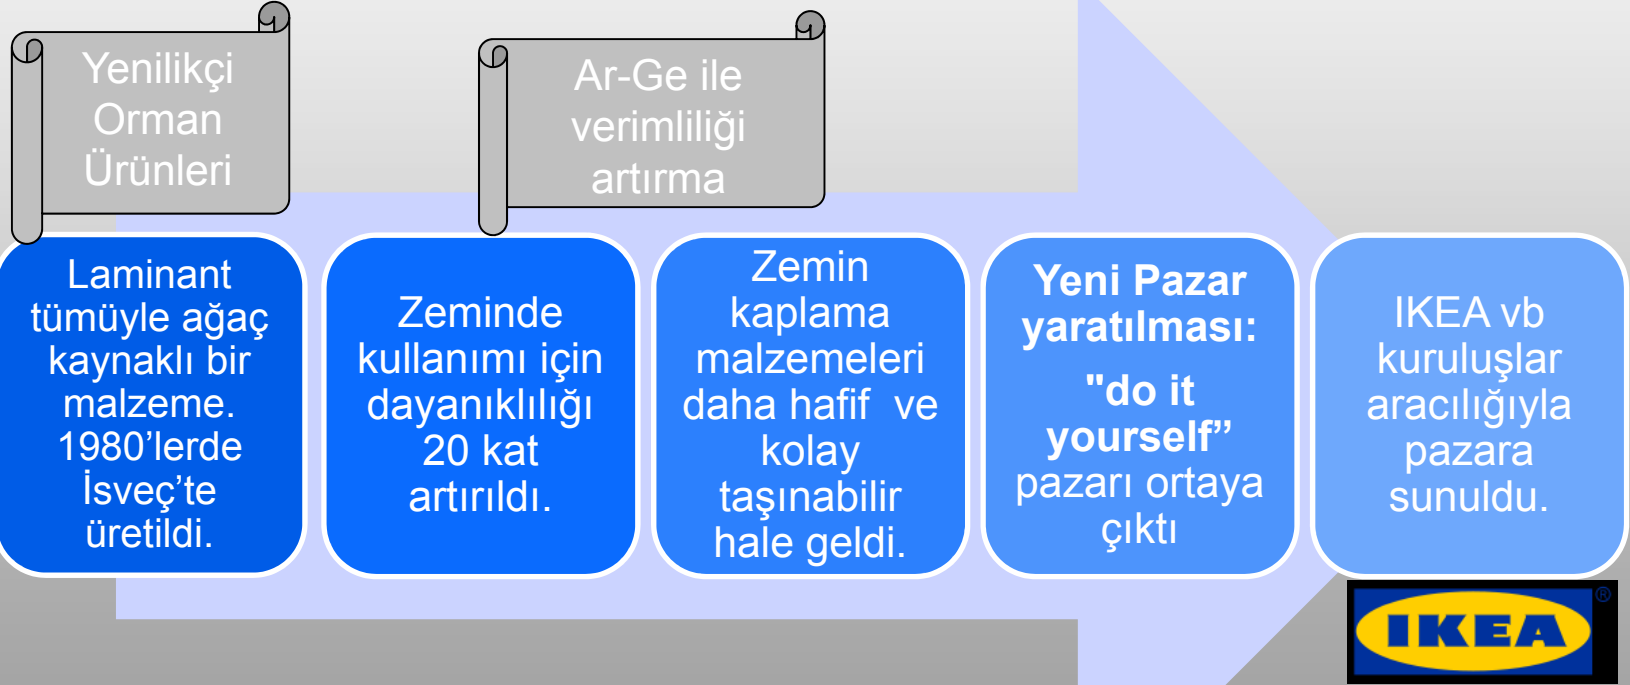 Yenilikçi
Orman
Ürünleri
Ar-Ge ile
verimliliği
artırma
Laminant
tümüyle ağaç
kaynaklı bir
malzeme.
1980’lerde
İsveç’te
üretildi.
Zeminde
kullanımı için
dayanıklılığı
20 kat
artırıldı.
Zemin
kaplama
malzemeleri
daha hafif  ve
kolay
taşınabilir
hale geldi.
Yeni Pazar
yaratılması:
"do it
yourself”
pazarı ortaya
çıktı
IKEA vb
kuruluşlar
aracılığıyla
pazara
sunuldu.
IKEA®